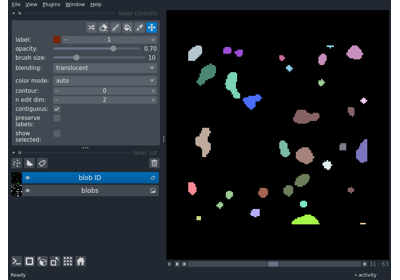 File View Plugins Window Help
layer controls
label: 1
opacity: 0.70
brush size: 10
blending: translucent
color mode: auto
contour: 0
n edit dim: 2
contiguous:
preserve
labels:
show
selected:
layer list
blob ID
blobs
31 63
Ready
activity